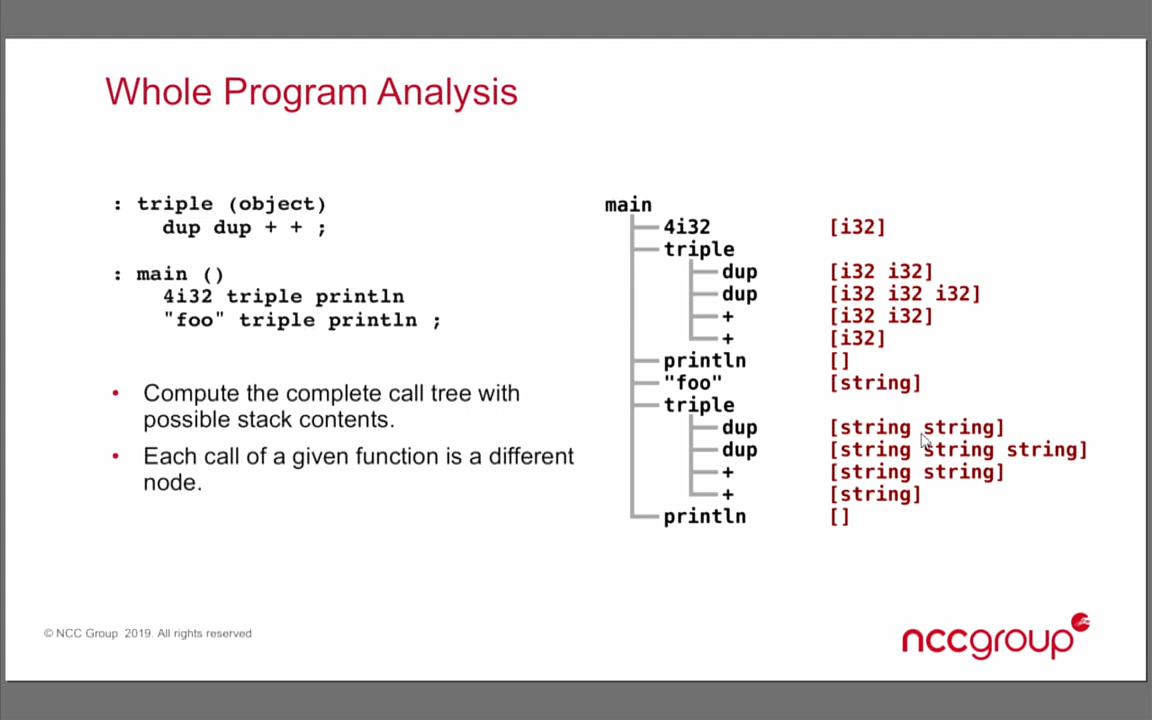 Whole Program Analysis
: triple (object)
dup dup + + ;
: main ()
4i32 triple println
"foo" triple println ;
• Compute the complete call tree with
possible stack contents.
• Each call of a given function is a different
node.
main
4i32 [i32]
triple
dup [i32 i32]
dup [i32 i32 i32]
+ [i32 i32]
+ [i32]
println []
"foo" [string]
triple
dup [string string]
dup [string string string]
+ [string string]
+ [string]
println []
© NCC Group 2019. All rights reserved
nccgroup